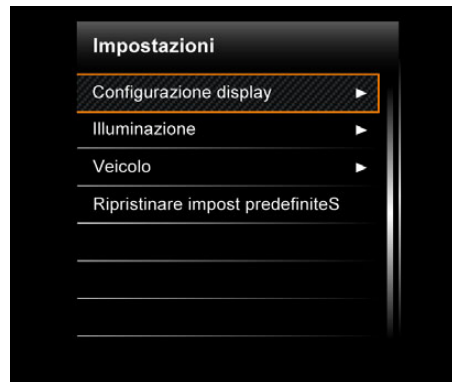 Impostazioni
Configurazione display
Illuminazione
Veicolo
Ripristinare impost predefiniteS